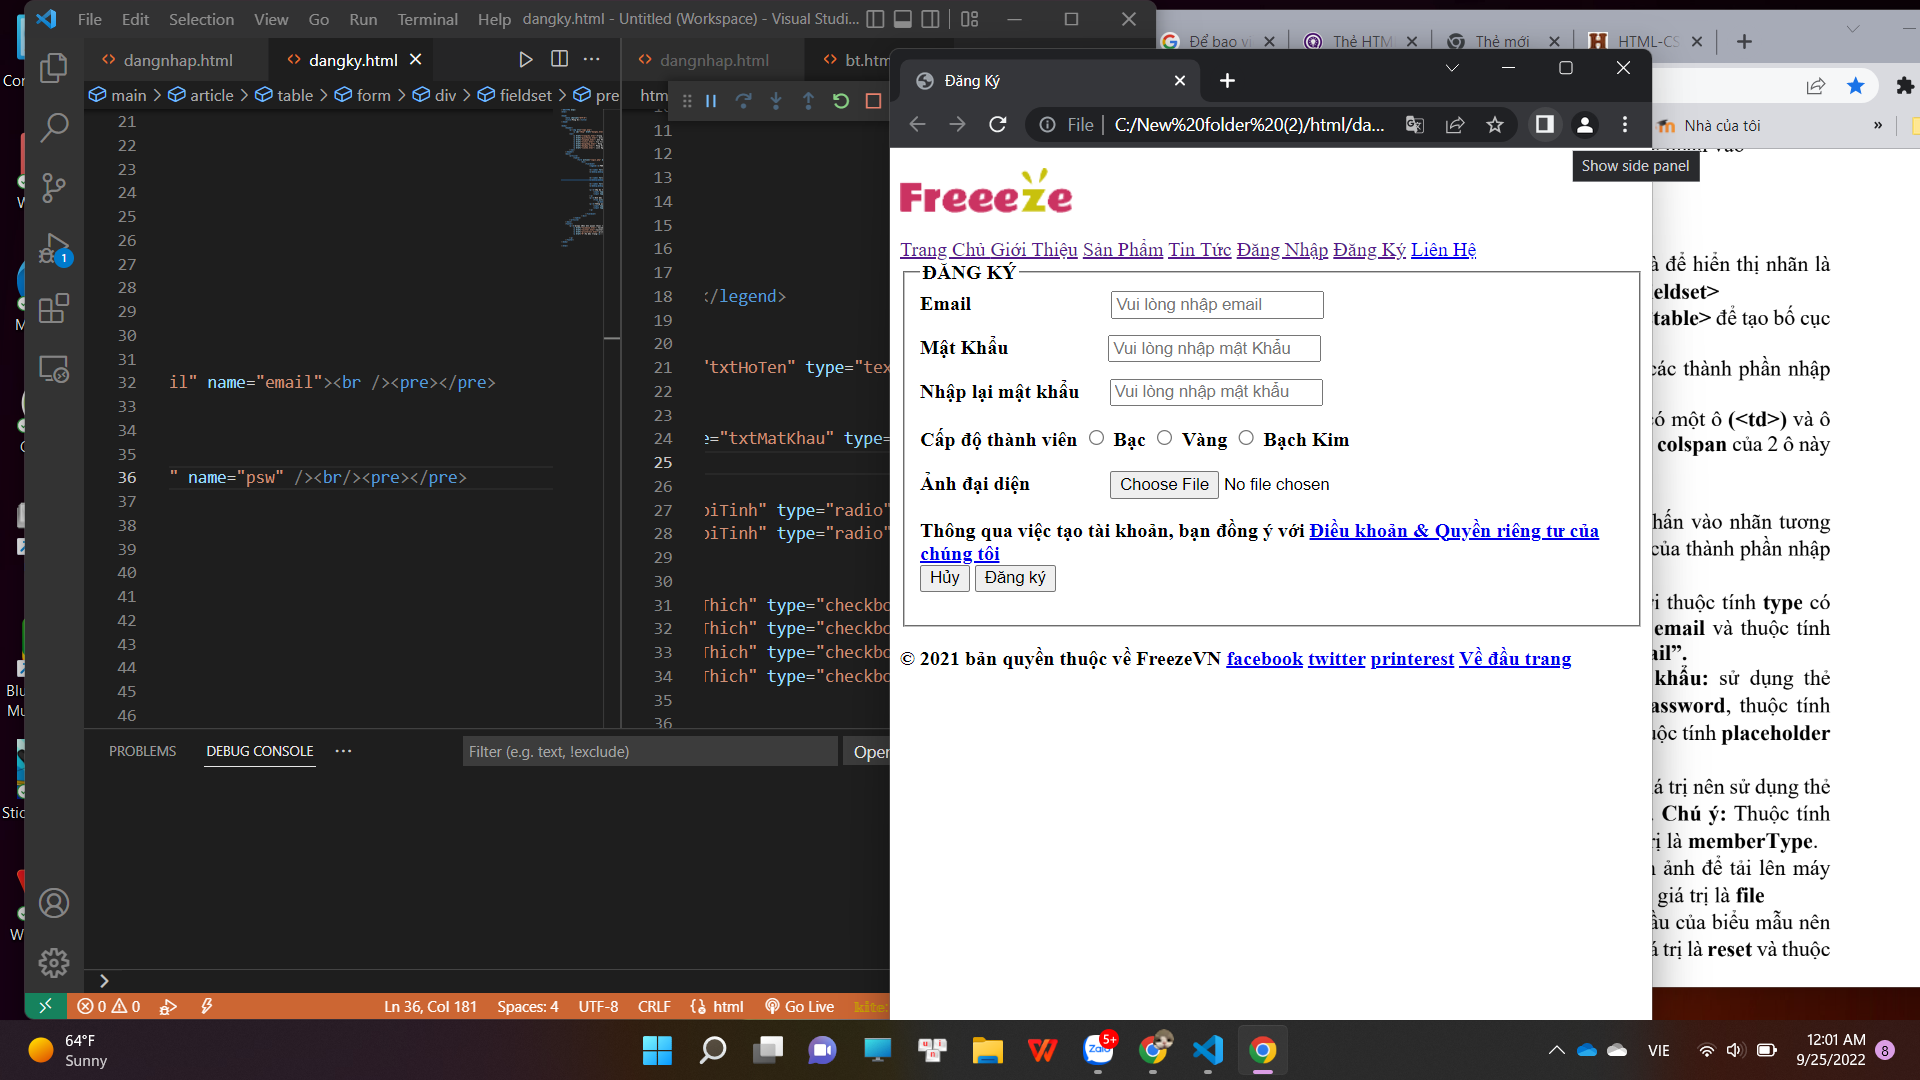 File Edit Selection View Go Run Terminal Help dangky.html - Untitled (Workspace) - Visual Studi...
dangnhap.html
dangky.html
dangnhap.html
bt.htm
main > article > table > form > div > fieldset > pre
htm
21
22
23
24
25
26
27
28
29
30
31
32 il" name="email"><br /><pre></pre>
33
34
35
36 " name="psw" /><br/><pre></pre>
37
38
39
40
41
42
43
44
45
46
11
12
13
14
15
16
17
18 </legend>
19
20
21 "txtHoTen" type="tex
22
23
24 ="txtMatKhau" type=
25
26
27 oiTinh" type="radio"
28 oiTinh" type="radio"
29
30
31 Thich" type="checkbo
32 Thich" type="checkbo
33 Thich" type="checkbo
34 Thich" type="checkbo
35
36
PROBLEMS DEBUG CONSOLE ...
Filter (e.g. text, !exclude)
Open
0 0
Ln 36, Col 181 Spaces: 4 UTF-8 CRLF html Go Live kite:
Để bao vi
Thẻ HTM
Thẻ mới
HTML-CS
Nhà của tôi
»
Đăng Ký
File C:/New%20folder%20(2)/html/da...
Show side panel
Freeeze
Trang Chủ Giới Thiệu Sản Phẩm Tin Tức Đăng Nhập Đăng Ký Liên Hệ
ĐĂNG KÝ
Email Vui lòng nhập email
Mật Khẩu Vui lòng nhập mật Khẩu
Nhập lại mật khẩu Vui lòng nhập mật khẩu
Cấp độ thành viên Bạc Vàng Bạch Kim
Ảnh đại diện Choose File No file chosen
Thông qua việc tạo tài khoản, bạn đồng ý với Điều khoản & Quyền riêng tư của
chúng tôi
Hủy Đăng ký
© 2021 bản quyền thuộc về FreezeVN facebook twitter printerest Về đầu trang
à để hiển thị nhãn là
eldset>
table> để tạo bố cục
các thành phần nhập
có một ô (<td>) và ô
colspan của 2 ô này
hấn vào nhãn tương
của thành phần nhập
i thuộc tính type có
email và thuộc tính
ail”.
khẩu: sử dụng thẻ
assword, thuộc tính
uộc tính placeholder
á trị nên sử dụng thẻ
. Chú ý: Thuộc tính
rị là memberType.
n ảnh để tải lên máy
giá trị là file
ầu của biểu mẫu nên
á trị là reset và thuộc
64°F
Sunny
Zalo
5+
VIE
12:01 AM
9/25/2022
8